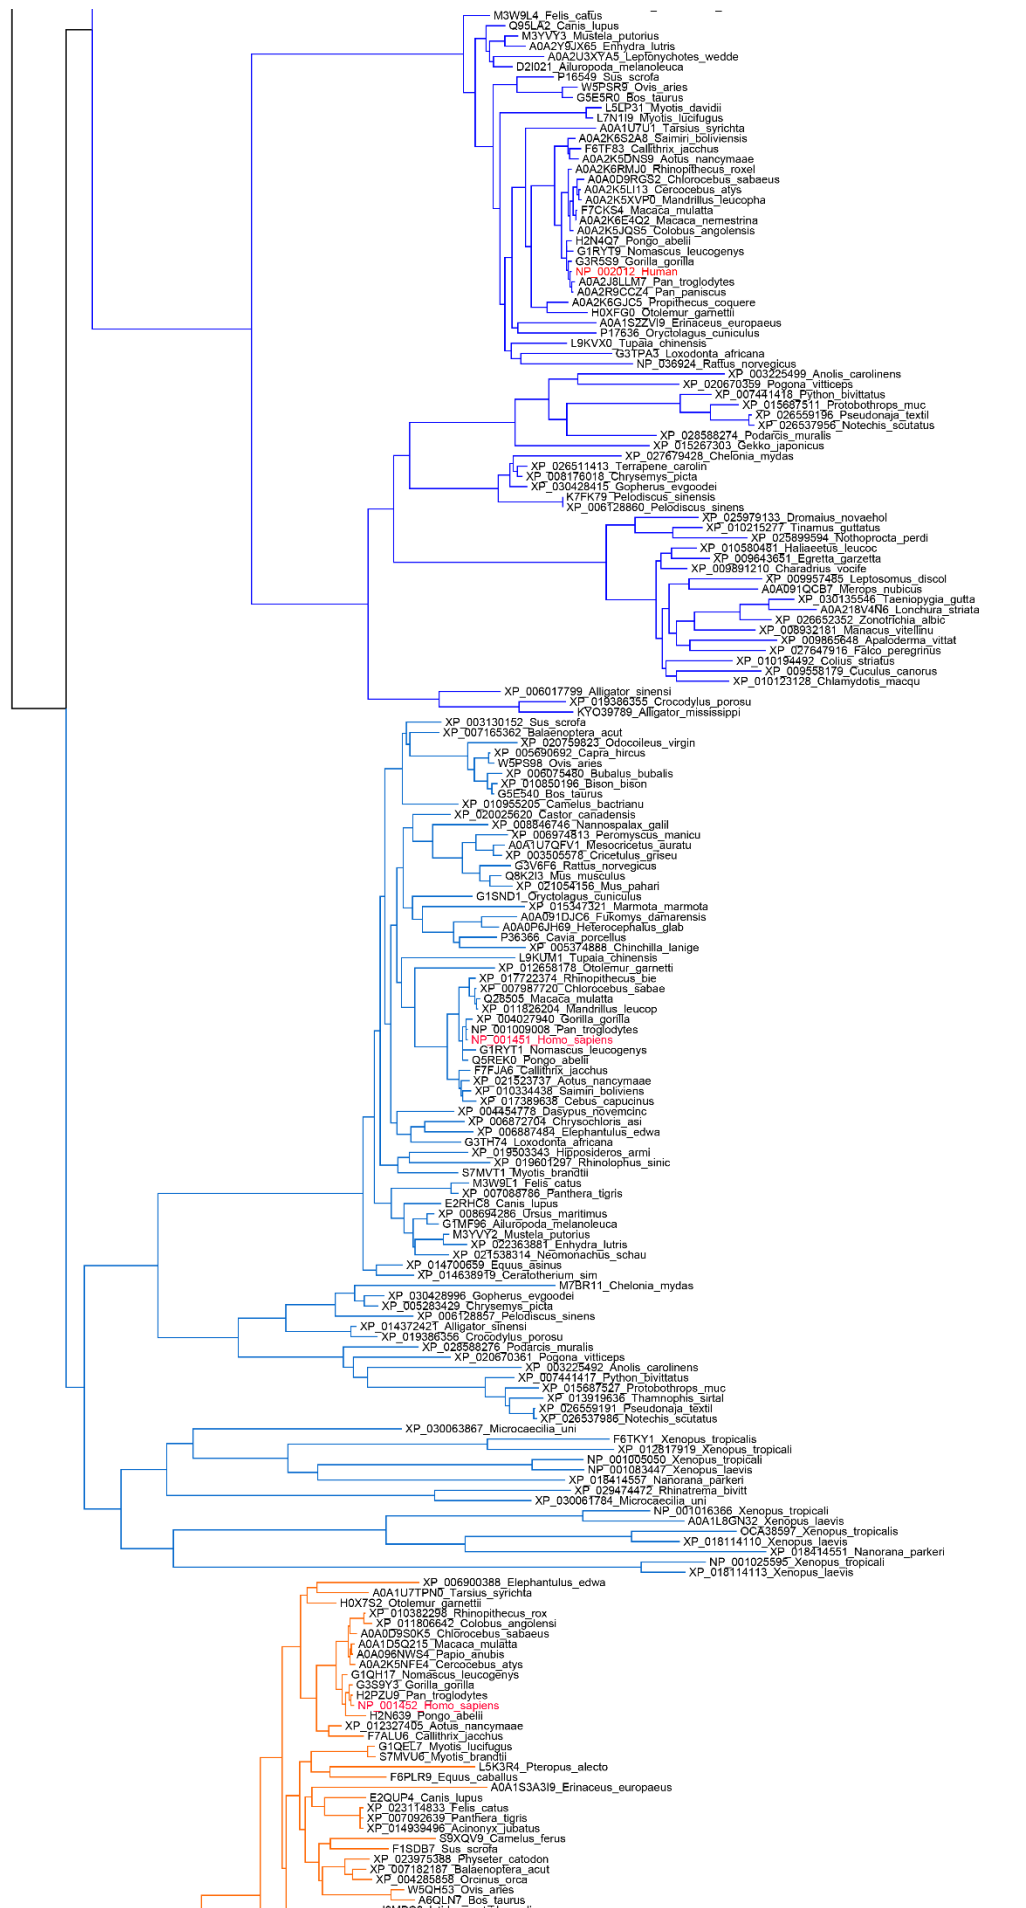 M3W9L4_Felis_catus
Q95LA2_Canis_lupus
M3YVY3_Mustela_putorius
A0A2Y9JX65_Enhydra_lutris
A0A2U3XYA5_Leptonychotes_wedde
D2I021_Ailuropoda_melanoleuca
P16549_Sus_scrofa
W5PSR9_Ovis_aries
G5E5R0_Bos_taurus
L5LP31_Myotis_davidii
L7N1I9_Myotis_lucifugus
A0A1U7U1_Tarsius_syrichta
A0A2K6S2A8_Saimiri_boliviensis
F6TF83_Callithrix_jacchus
A0A2K5DNS9_Aotus_nancymaae
A0A2K6RMJ0_Rhinopithecus_roxel
A0A0D9RGS2_Chlorocebus_sabaeus
A0A2K5LI13_Cercocebus_atys
A0A2K5XVP0_Mandrillus_leucopha
F7CKS4_Macaca_mulatta
A0A2K6E4Q2_Macaca_nemestrina
A0A2K5JQS5_Colobus_angolensis
H2N4Q7_Pongo_abelii
G1RYT9_Nomascus_leucogenys
G3R5S9_Gorilla_gorilla
NP_002012_Human
A0A2J8LLM7_Pan_troglodytes
A0A2R9CCZ4_Pan_paniscus
A0A2K6GJC5_Propithecus_coquere
H0XFG0_Otolemur_garnettii
A0A1S2ZVI9_Erinaceus_europaeus
P17636_Oryctolagus_cuniculus
L9KVX0_Tupaia_chinensis
G3TPA3_Loxodonta_africana
NP_036924_Rattus_norvegicus
XP_003225499_Anolis_carolinens
XP_020670359_Pogona_vitticeps
XP_007441418_Python_bivittatus
XP_015687511_Protobothrops_muc
XP_026559196_Pseudonaja_textil
XP_026537956_Notechis_scutatus
XP_028588274_Podarcis_muralis
XP_015267303_Gekko_japonicus
XP_027679428_Chelonia_mydas
XP_026511413_Terrapene_carolin
XP_008176018_Chrysemys_picta
XP_030428415_Gopherus_evgoodei
K7FK79_Pelodiscus_sinensis
XP_006128860_Pelodiscus_sinens
XP_025979133_Dromaius_novaehol
XP_010215277_Tinamus_guttatus
XP_025899594_Nothoprocta_perdi
XP_010580481_Haliaeetus_leucoc
XP_009643651_Egretta_garzetta
XP_009891210_Charadrius_vocife
XP_009957485_Leptosomus_discol
A0A091QCB7_Merops_nubicus
XP_030135546_Taeniopygia_gutta
A0A218V4N6_Lonchura_striata
XP_026652352_Zonotrichia_albic
XP_008932181_Manacus_vitellinu
XP_009865648_Apaloderma_vittat
XP_027647916_Falco_peregrinus
XP_010194492_Colius_striatus
XP_009558179_Cuculus_canorus
XP_010123128_Chlamydotis_macqu
XP_006017799_Alligator_sinensi
XP_019386355_Crocodylus_porosu
KYO39789_Alligator_mississippi
XP_003130152_Sus_scrofa
XP_007165362_Balaenoptera_acut
XP_020759823_Odocoileus_virgin
XP_005690692_Capra_hircus
W5PS98_Ovis_aries
XP_006075480_Bubalus_bubalis
XP_010850196_Bison_bison
G5E540_Bos_taurus
XP_010955205_Camelus_bactrianu
XP_020025620_Castor_canadensis
XP_008846746_Nannospalax_galil
XP_006974813_Peromyscus_manicu
A0A1U7QFV1_Mesocricetus_auratu
XP_003505578_Cricetulus_griseu
G3V6F6_Rattus_norvegicus
Q8K2I3_Mus_musculus
XP_021054156_Mus_pahari
G1SND1_Oryctolagus_cuniculus
XP_015347321_Marmota_marmota
A0A091DJC6_Fukomys_damarensis
A0A0P6JH69_Heterocephalus_glab
P36366_Cavia_porcellus
XP_005374888_Chinchilla_lanige
L9KUM1_Tupaia_chinensis
XP_012658178_Otolemur_garnetti
XP_017722374_Rhinopithecus_bie
XP_007987720_Chlorocebus_sabae
Q28505_Macaca_mulatta
XP_011826204_Mandrillus_leucop
XP_004027940_Gorilla_gorilla
NP_001009008_Pan_troglodytes
NP_001451_Homo_sapiens
G1RYT1_Nomascus_leucogenys
Q5REK0_Pongo_abelii
F7FJA6_Callithrix_jacchus
XP_021523737_Aotus_nancymaae
XP_010334438_Saimiri_boliviens
XP_017389638_Cebus_capucinus
XP_004454778_Dasypus_novemcinc
XP_006872704_Chrysochloris_asi
XP_006887484_Elephantulus_edwa
G3TH74_Loxodonta_africana
XP_019503343_Hipposideros_armi
XP_019601297_Rhinolophus_sinic
S7MVT1_Myotis_brandtii
M3W9L1_Felis_catus
XP_007088786_Panthera_tigris
E2RHC8_Canis_lupus
XP_008694286_Ursus_maritimus
G1MF96_Ailuropoda_melanoleuca
M3YVY2_Mustela_putorius
XP_022363881_Enhydra_lutris
XP_021538314_Neomonachus_schau
XP_014700659_Equus_asinus
XP_014638919_Ceratotherium_sim
M7BR11_Chelonia_mydas
XP_030428996_Gopherus_evgoodei
XP_005283429_Chrysemys_picta
XP_006128857_Pelodiscus_sinens
XP_014372421_Alligator_sinensi
XP_019386356_Crocodylus_porosu
XP_028588276_Podarcis_muralis
XP_020670361_Pogona_vitticeps
XP_003225492_Anolis_carolinens
XP_007441417_Python_bivittatus
XP_015687527_Protobothrops_muc
XP_013919636_Thamnophis_sirtal
XP_026559191_Pseudonaja_textil
XP_026537986_Notechis_scutatus
XP_030063867_Microcaecilia_uni
F6TKY1_Xenopus_tropicalis
XP_012817919_Xenopus_tropicali
NP_001005050_Xenopus_tropicali
NP_001083447_Xenopus_laevis
XP_018414557_Nanorana_parkeri
XP_029474472_Rhinatrema_bivitt
XP_030061784_Microcaecilia_uni
NP_001016366_Xenopus_tropicali
A0A1L8GN32_Xenopus_laevis
OCA38597_Xenopus_tropicalis
XP_018114110_Xenopus_laevis
XP_018414551_Nanorana_parkeri
NP_001025595_Xenopus_tropicali
XP_018114113_Xenopus_laevis
XP_006900388_Elephantulus_edwa
A0A1U7TPN0_Tarsius_syrichta
H0X7S2_Otolemur_garnettii
XP_010382298_Rhinopithecus_rox
XP_011806642_Colobus_angolensi
A0A0D9S0K5_Chlorocebus_sabaeus
A0A1D5Q215_Macaca_mulatta
A0A096NWS4_Papio_anubis
A0A2K5NFE4_Cercocebus_atys
G1QH17_Nomascus_leucogenys
G3S9Y3_Gorilla_gorilla
H2PZU9_Pan_troglodytes
NP_001452_Homo_sapiens
H2N639_Pongo_abelii
XP_012327405_Aotus_nancymaae
F7ALU6_Callithrix_jacchus
G1QEL7_Myotis_lucifugus
S7MVU6_Myotis_brandtii
L5K3R4_Pteropus_alecto
F6PLR9_Equus_caballus
A0A1S3A3I9_Erinaceus_europaeus
E2QUP4_Canis_lupus
XP_023114833_Felis_catus
XP_007092639_Panthera_tigris
XP_014939496_Acinonyx_jubatus
S9XQV9_Camelus_ferus
F1SDB7_Sus_scrofa
XP_023975388_Physeter_catodon
XP_007182187_Balaenoptera_acut
XP_004285858_Orcinus_orca
W5QH53_Ovis_aries
A6QLN7_Bos_taurus